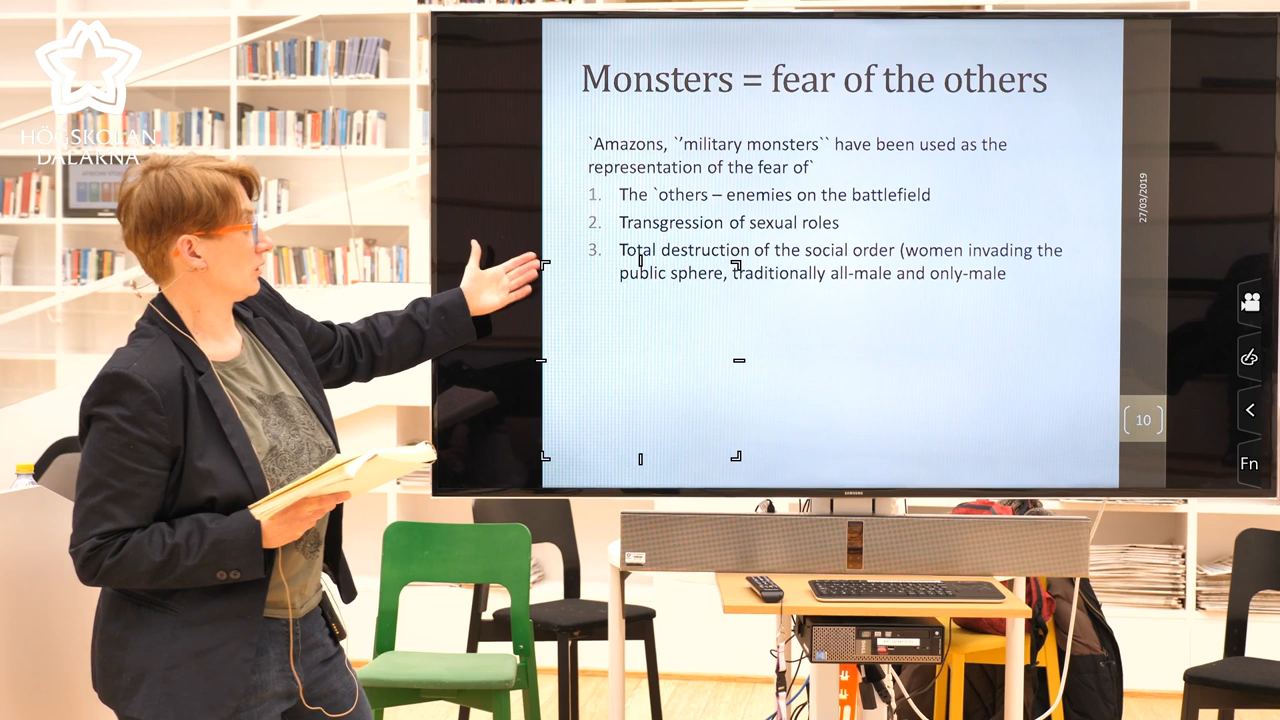 HÖGSKOLAN
DALARNA
Monsters = fear of the others
`Amazons, `’military monsters`` have been used as the
representation of the fear of`
1. The `others – enemies on the battlefield
2. Transgression of sexual roles
3. Total destruction of the social order (women invading the
public sphere, traditionally all-male and only-male
27/03/2019
10
Fn
SAMSUNG